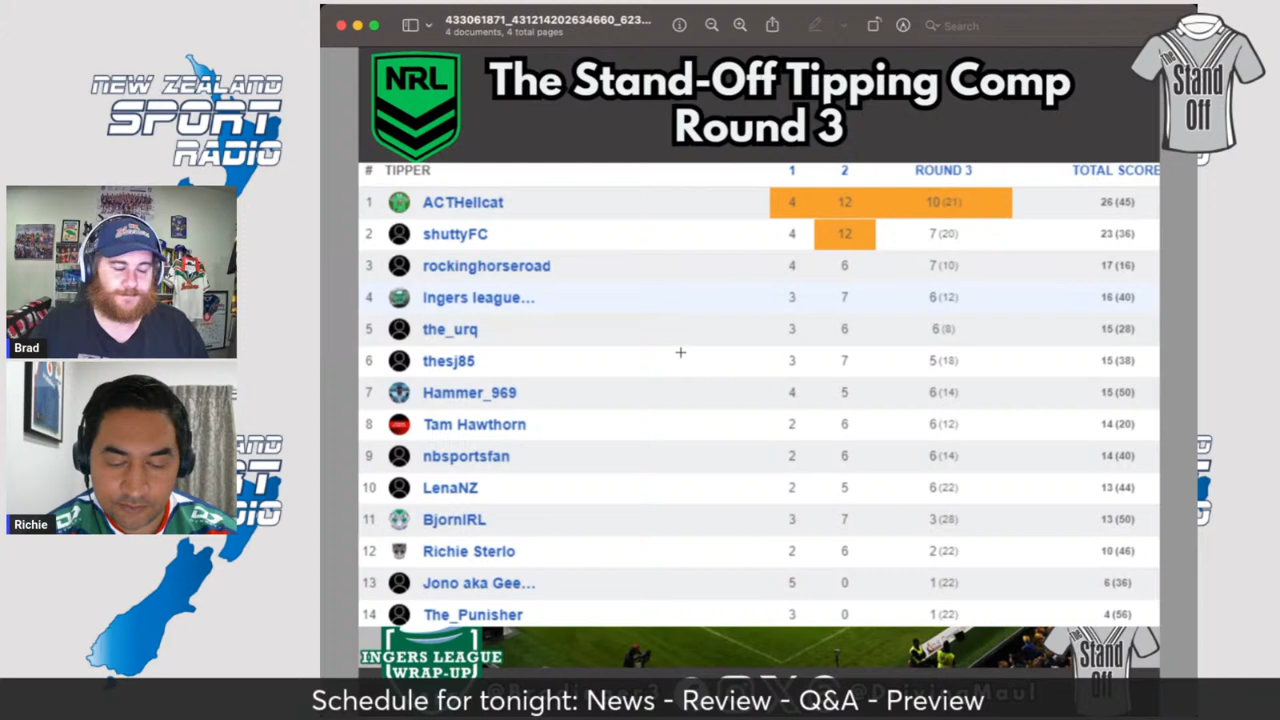 433061871_431214202634660_623...
4 documents, 4 total pages
Search
NEW ZEALAND
SPORT
RADIO
NRL
The Stand-Off Tipping Comp
Round 3
The
Stand
Off
# TIPPER 1 2 ROUND 3 TOTAL SCORE
1 ACTHellcat 4 12 10 (21) 26 (45)
2 shuttyFC 4 12 7 (20) 23 (36)
3 rockinghorseroad 4 6 7 (10) 17 (16)
4 Ingers league... 3 7 6 (12) 16 (40)
5 the_urq 3 6 6 (8) 15 (28)
6 thesj85 3 7 5 (18) 15 (38)
7 Hammer_969 4 5 6 (14) 15 (50)
8 Tam Hawthorn 2 6 6 (12) 14 (20)
9 nbsportsfan 2 6 6 (14) 14 (40)
10 LenaNZ 2 5 6 (22) 13 (44)
11 BjornIRL 3 7 3 (28) 13 (50)
12 Richie Sterlo 2 6 2 (22) 10 (46)
13 Jono aka Gee... 5 0 1 (22) 6 (36)
14 The_Punisher 3 0 1 (22) 4 (56)
Brad
Richie
INGERS LEAGUE
WRAP-UP
The
Stand
Off
Schedule for tonight: News - Review - Q&A - Preview